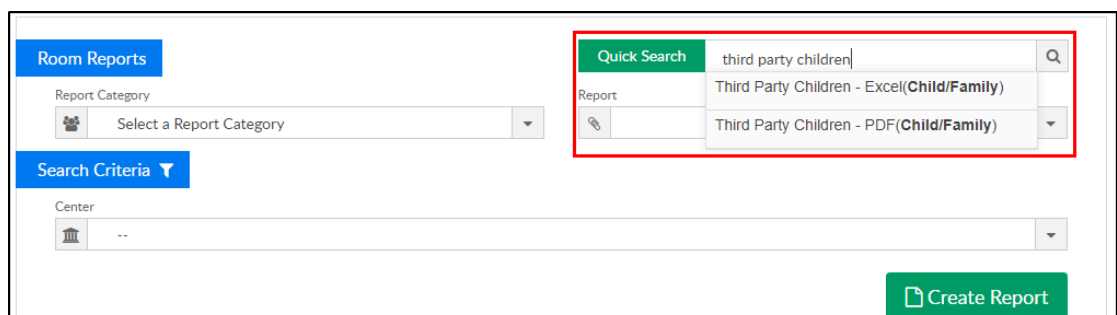 Room Reports
Quick Search
third party children
Third Party Children - Excel(Child/Family)
Third Party Children - PDF(Child/Family)
Report Category
Report
Select a Report Category
Search Criteria
Center
--
Create Report